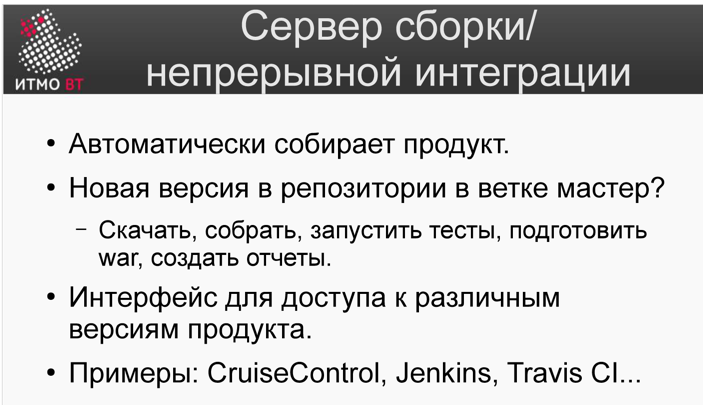 Сервер сборки/
непрерывной интеграции
ИТМО ВТ
• Автоматически собирает продукт.
• Новая версия в репозитории в ветке мастер?
– Скачать, собрать, запустить тесты, подготовить
war, создать отчеты.
• Интерфейс для доступа к различным
версиям продукта.
• Примеры: CruiseControl, Jenkins, Travis CI...